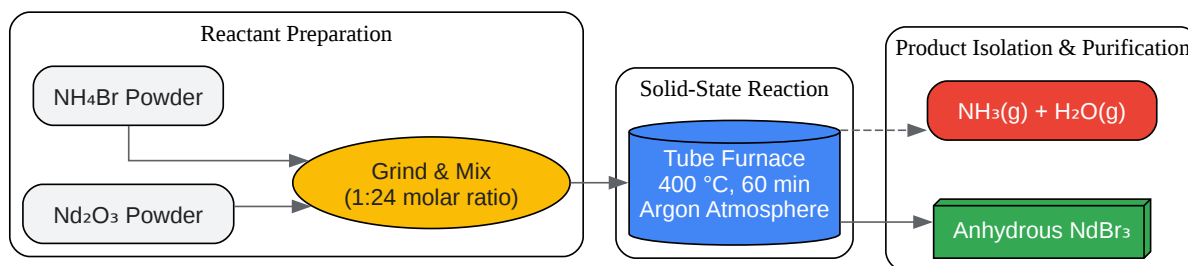 Reactant Preparation
NH₄Br Powder
Nd₂O₃ Powder
Grind & Mix
(1:24 molar ratio)
Solid-State Reaction
Tube Furnace
400 °C, 60 min
Argon Atmosphere
Product Isolation & Purification
NH₃(g) + H₂O(g)
Anhydrous NdBr₃